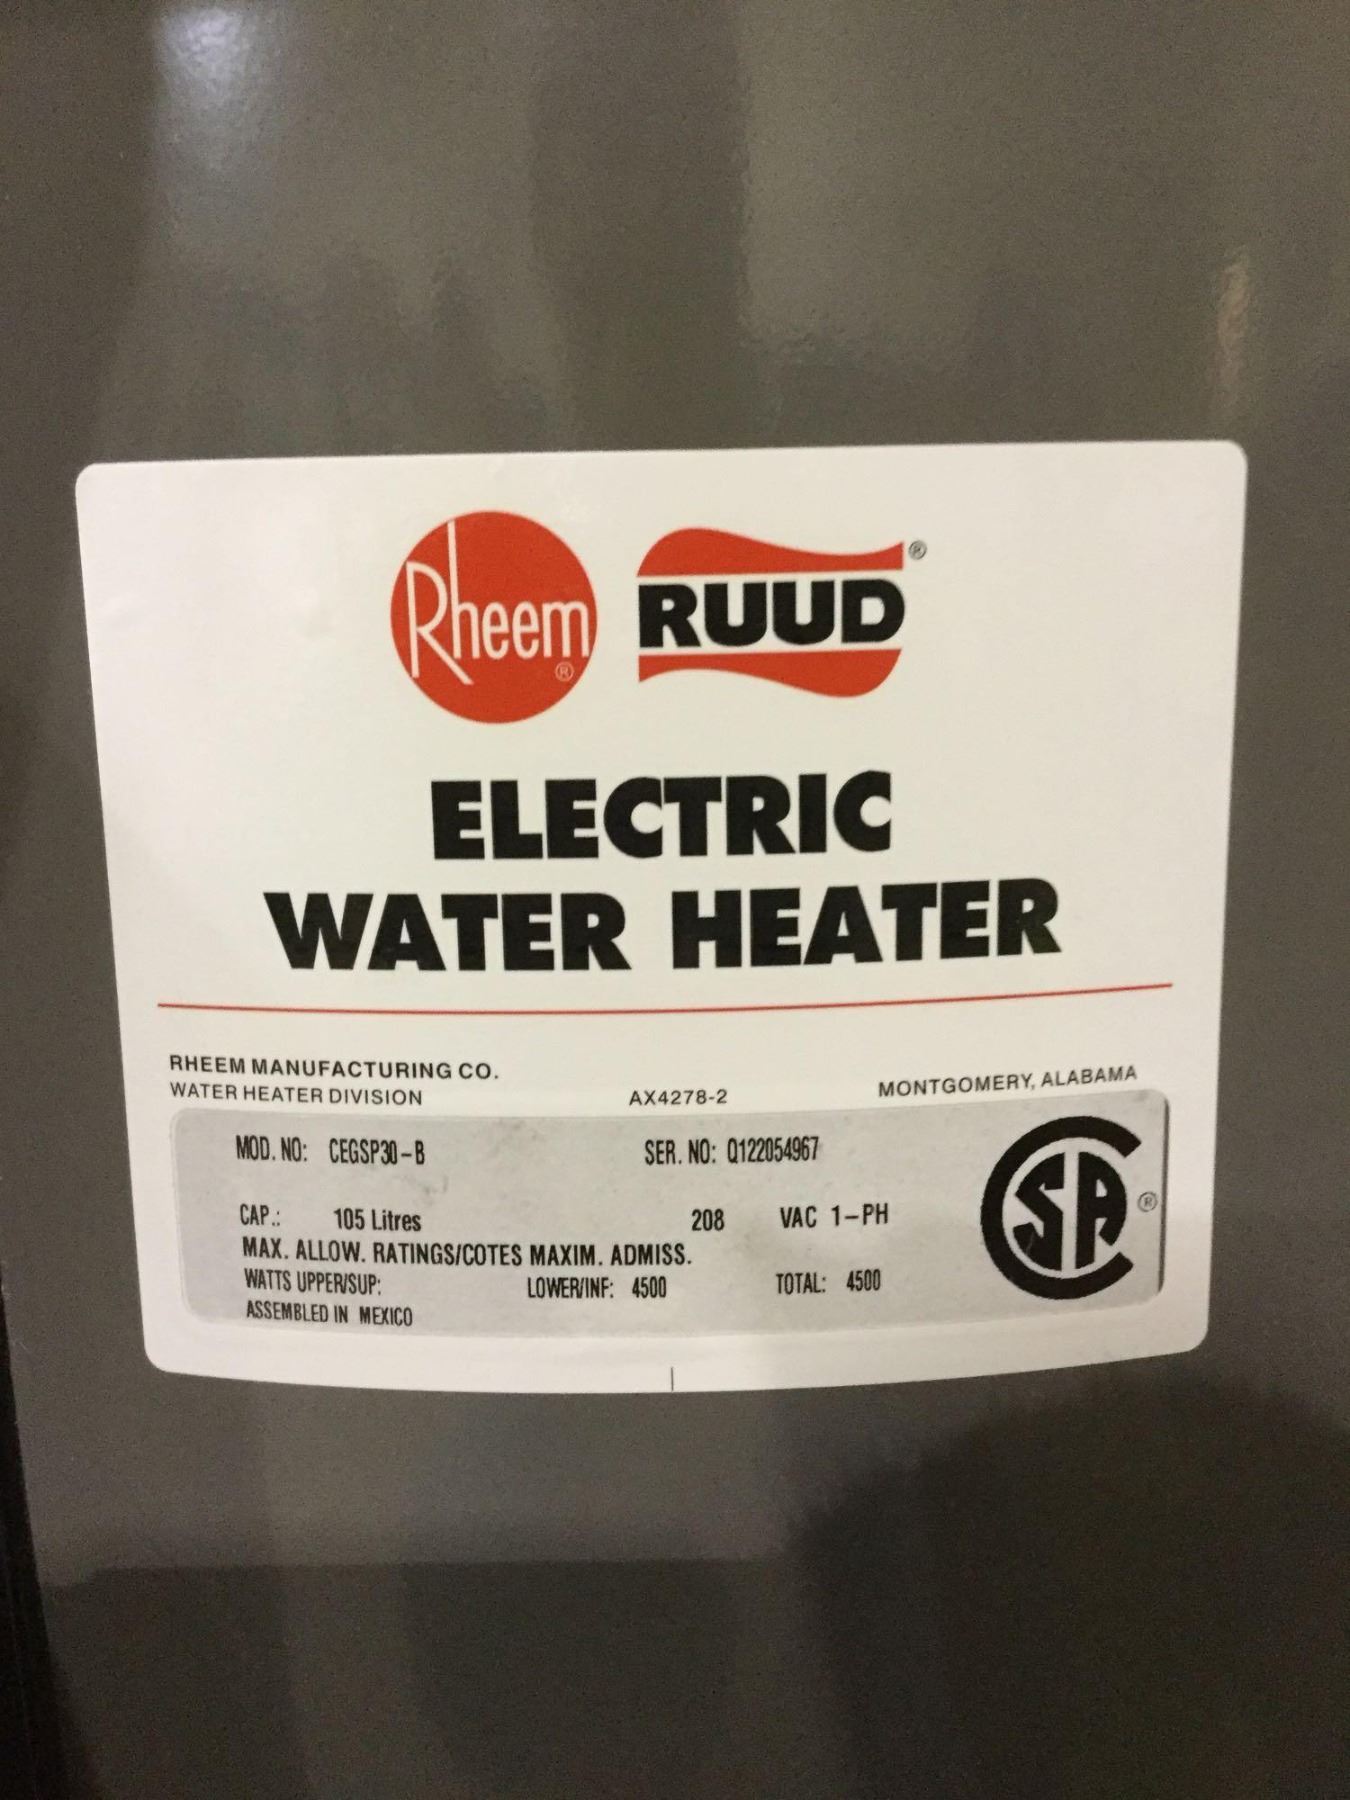 Rheem® RUUD®
ELECTRIC
WATER HEATER
RHEEM MANUFACTURING CO.
WATER HEATER DIVISION AX4278-2 MONTGOMERY, ALABAMA
MOD. NO: CEGSP30-B SER. NO: Q122054967
CAP.: 105 Litres 208 VAC 1-PH
MAX. ALLOW. RATINGS/COTES MAXIM. ADMISS.
WATTS UPPER/SUP: LOWER/INF: 4500 TOTAL: 4500
ASSEMBLED IN MEXICO
CSA®